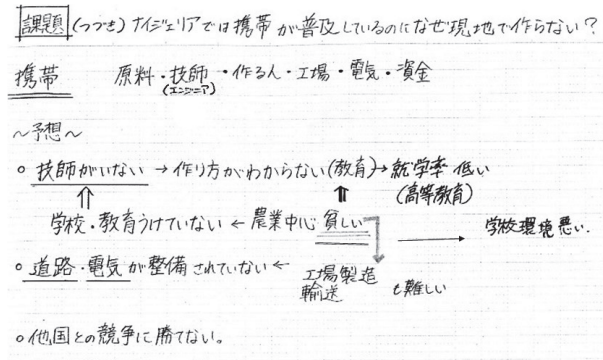 課題 (つづき) ナイジェリアでは携帯が普及しているのになぜ現地で作らない?
携帯 原料・技師・作る人・工場・電気・資金
(エンジニア)
~予想~
○ 技師がいない → 作り方がわからない(教育)→ 就学率 低い
⇑ ⇑ (高等教育)
学校・教育うけていない ← 農業中心 貧しい → 学校環境悪い.
○ 道路・電気が整備されていない ← 工場製造
輸送 も難しい
○ 他国との競争に勝てない。